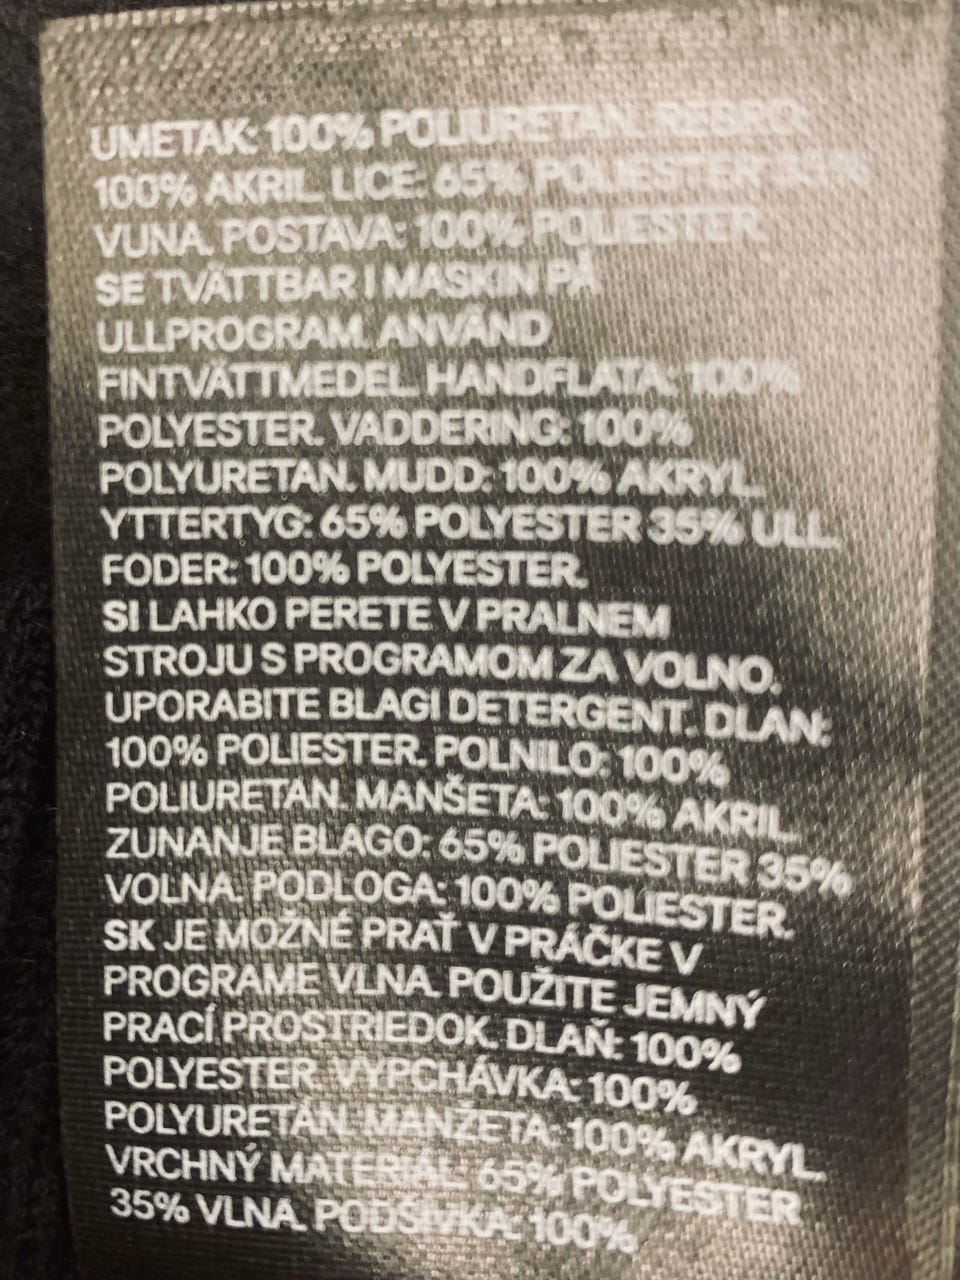 UMETAK: 100% POLIURETAN. REBRO:
100% AKRIL. LICE: 65% POLIESTER 35%
VUNA. POSTAVA: 100% POLIESTER.
SE TVÄTTBAR I MASKIN PÅ
ULLPROGRAM. ANVÄND
FINTVÄTTMEDEL. HANDFLATA: 100%
POLYESTER. VADDERING: 100%
POLYURETAN. MUDD: 100% AKRYL.
YTTERTYG: 65% POLYESTER 35% ULL.
FODER: 100% POLYESTER.
SI LAHKO PERETE V PRALNEM
STROJU S PROGRAMOM ZA VOLNO.
UPORABITE BLAGI DETERGENT. DLAN:
100% POLIESTER. POLNILO: 100%
POLIURETAN. MANŠETA: 100% AKRIL.
ZUNANJE BLAGO: 65% POLIESTER 35%
VOLNA. PODLOGA: 100% POLIESTER.
SK JE MOŽNÉ PRAŤ V PRÁČKE V
PROGRAME VLNA. POUŽITE JEMNÝ
PRACÍ PROSTRIEDOK. DLAŇ: 100%
POLYESTER. VÝPCHÁVKA: 100%
POLYURETÁN. MANŽETA: 100% AKRYL.
VRCHNÝ MATERIÁL: 65% POLYESTER
35% VLNA. PODŠÍVKA: 100%